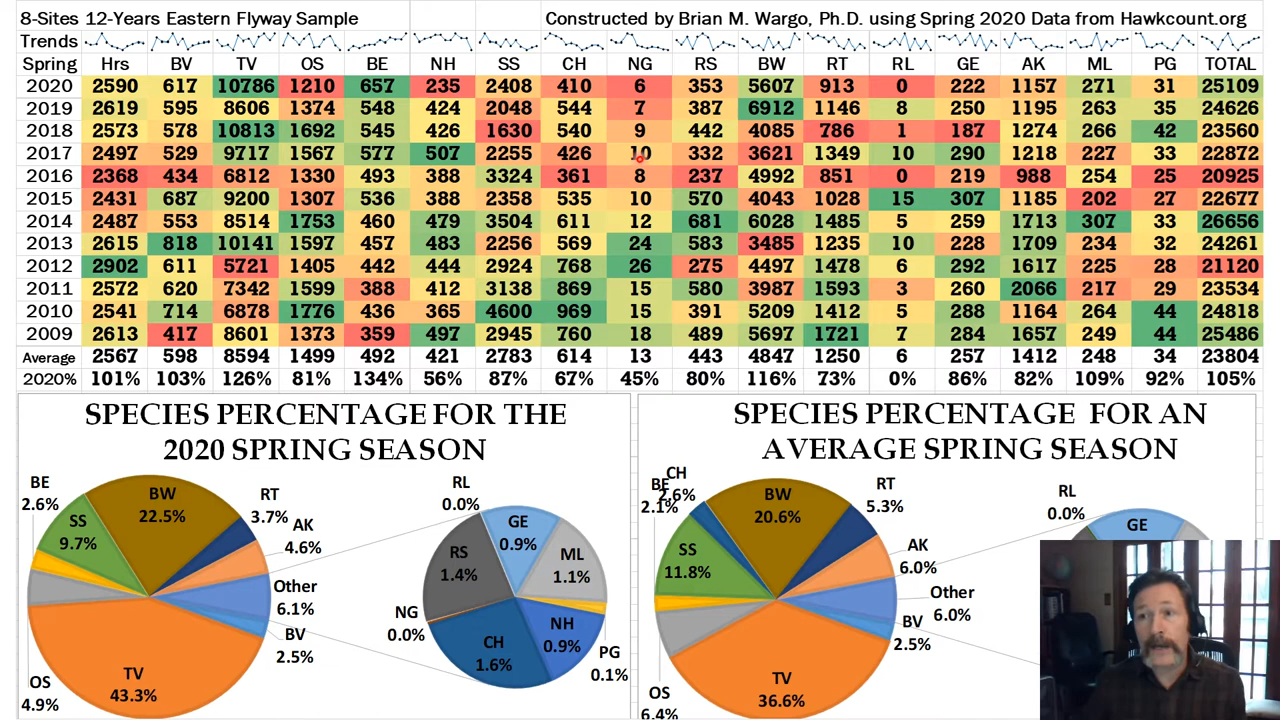 8-Sites 12-Years Eastern Flyway Sample Constructed by Brian M. Wargo, Ph.D. using Spring 2020 Data from Hawkcount.org
Trends
Spring Hrs BV TV OS BE NH SS CH NG RS BW RT RL GE AK ML PG TOTAL
2020 2590 617 10786 1210 657 235 2408 410 6 353 5607 913 0 222 1157 271 31 25109
2019 2619 595 8606 1374 548 424 2048 544 7 387 6912 1146 8 250 1195 263 35 24626
2018 2573 578 10813 1692 545 426 1630 540 9 442 4085 786 1 187 1274 266 42 23560
2017 2497 529 9717 1567 577 507 2255 426 10 332 3621 1349 10 290 1218 227 33 22872
2016 2368 434 6812 1330 493 388 3324 361 8 237 4992 851 0 219 988 254 25 20925
2015 2431 687 9200 1307 536 388 2358 535 10 570 4043 1028 15 307 1185 202 27 22677
2014 2487 553 8514 1753 460 479 3504 611 12 681 6028 1485 5 259 1713 307 33 26656
2013 2615 818 10141 1597 457 483 2256 569 24 583 3485 1235 10 228 1709 234 32 24261
2012 2902 611 5721 1405 442 444 2924 768 26 275 4497 1478 6 292 1617 225 28 21120
2011 2572 620 7342 1599 388 412 3138 869 15 580 3987 1593 3 260 2066 217 29 23534
2010 2541 714 6878 1776 436 365 4600 969 15 391 5209 1412 5 288 1164 264 44 24818
2009 2613 417 8601 1373 359 497 2945 760 18 489 5697 1721 7 284 1657 249 44 25486
Average 2567 598 8594 1499 492 421 2783 614 13 443 4847 1250 6 257 1412 248 34 23804
2020% 101% 103% 126% 81% 134% 56% 87% 67% 45% 80% 116% 73% 0% 86% 82% 109% 92% 105%
SPECIES PERCENTAGE FOR THE
2020 SPRING SEASON
BE
2.6%
SS
9.7%
BW
22.5%
RT
3.7%
AK
4.6%
Other
6.1%
BV
2.5%
TV
43.3%
OS
4.9%
RL
0.0%
GE
0.9%
RS
1.4%
ML
1.1%
NG
0.0%
CH
1.6%
NH
0.9%
PG
0.1%
SPECIES PERCENTAGE FOR AN
AVERAGE SPRING SEASON
CH
2.6%
BE
2.1%
SS
11.8%
BW
20.6%
RT
5.3%
AK
6.0%
Other
6.0%
BV
2.5%
TV
36.6%
OS
6.4%
RL
0.0%
GE